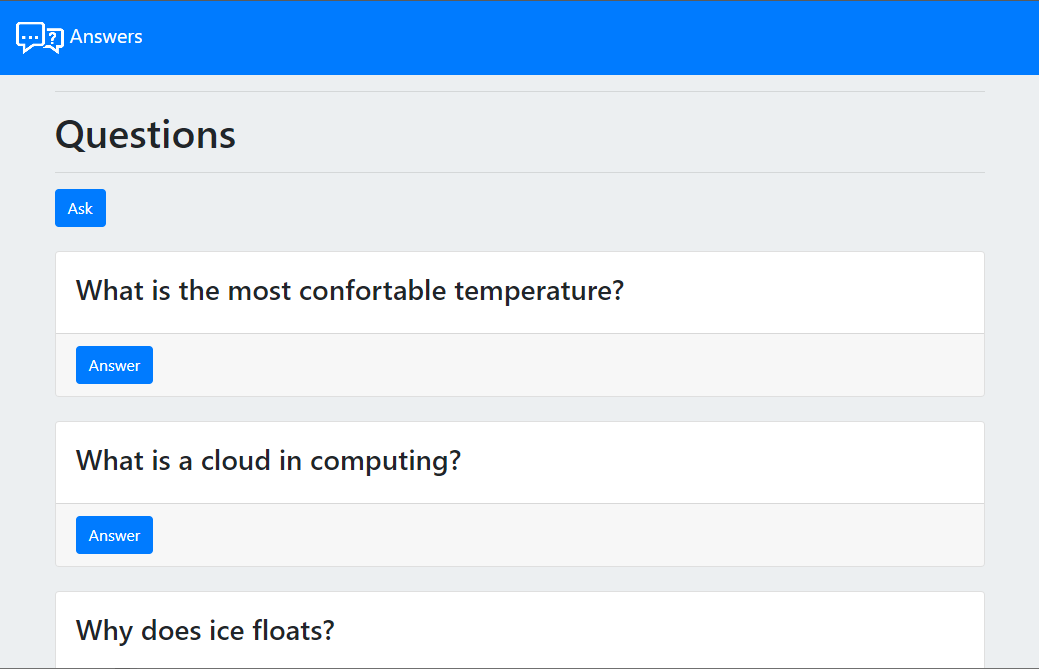 Answers
Questions
Ask
What is the most confortable temperature?
Answer
What is a cloud in computing?
Answer
Why does ice floats?